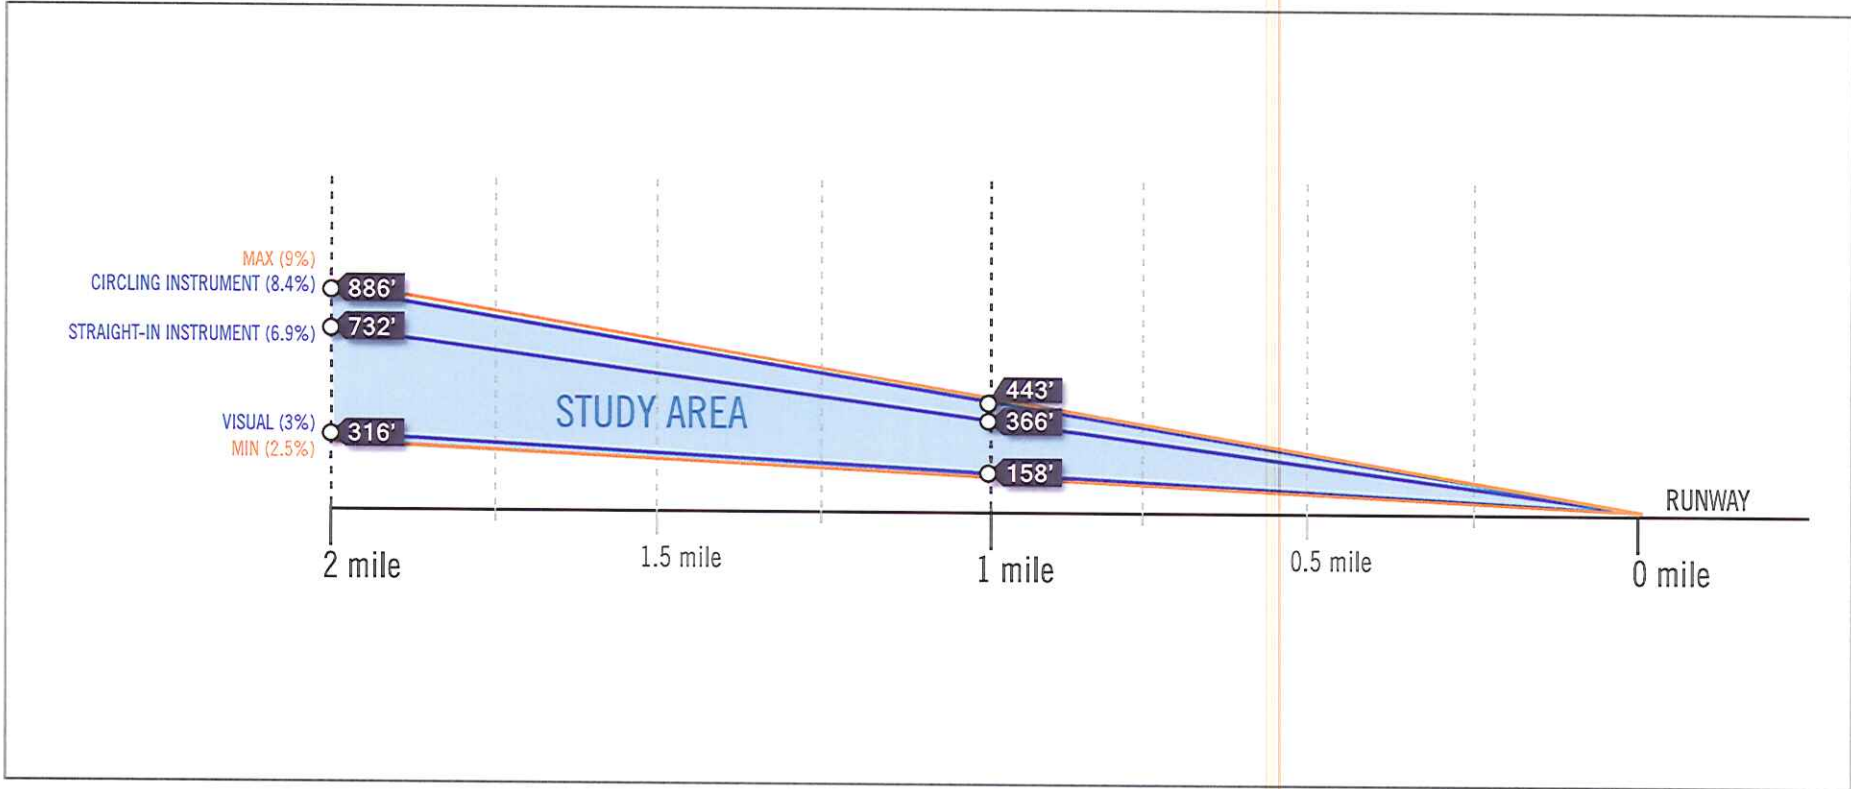 MAX (9%)
CIRCLING INSTRUMENT (8.4%)
886’
STRAIGHT-IN INSTRUMENT (6.9%)
732’
443’
366’
STUDY AREA
VISUAL (3%)
316’
MIN (2.5%)
158’
RUNWAY
2 mile
1.5 mile
1 mile
0.5 mile
0 mile